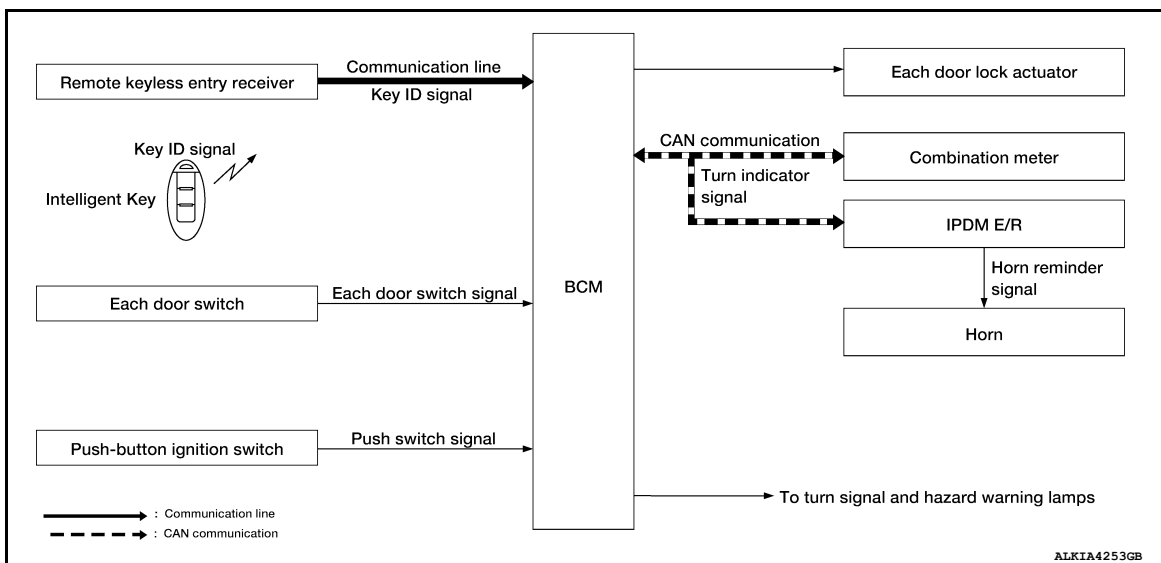 Remote keyless entry receiver
Communication line
Key ID signal
Key ID signal
Intelligent Key
Each door switch
Each door switch signal
Push-button ignition switch
Push switch signal
BCM
Each door lock actuator
CAN communication
Turn indicator
signal
Combination meter
IPDM E/R
Horn reminder
signal
Horn
To turn signal and hazard warning lamps
: Communication line
: CAN communication
ALKIA4253GB